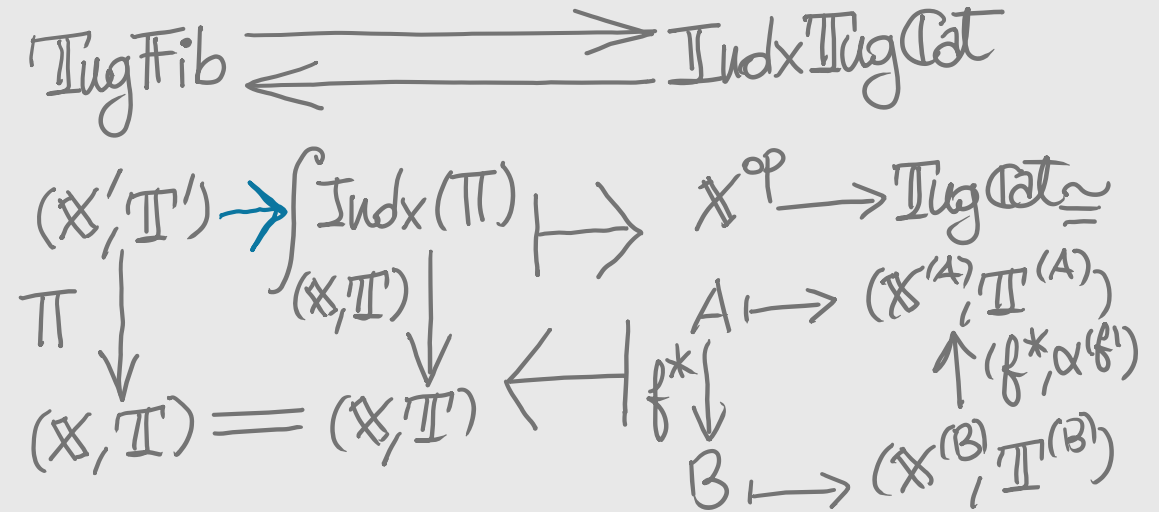 𝕋ugFib ⇄ Indx𝕋ugCat
(𝕏′, 𝕋′) → ∫ Indx(Π) ↦ 𝕏^op → 𝕋ugCat≅
(𝕏, 𝕋) A ↦ (𝕏^(A), 𝕋^(A))
Π ↓ ↓ ↤ f* ↓ ↑ (f*, α^(f))
(𝕏, 𝕋) = (𝕏, 𝕋) B ↦ (𝕏^(B), 𝕋^(B))